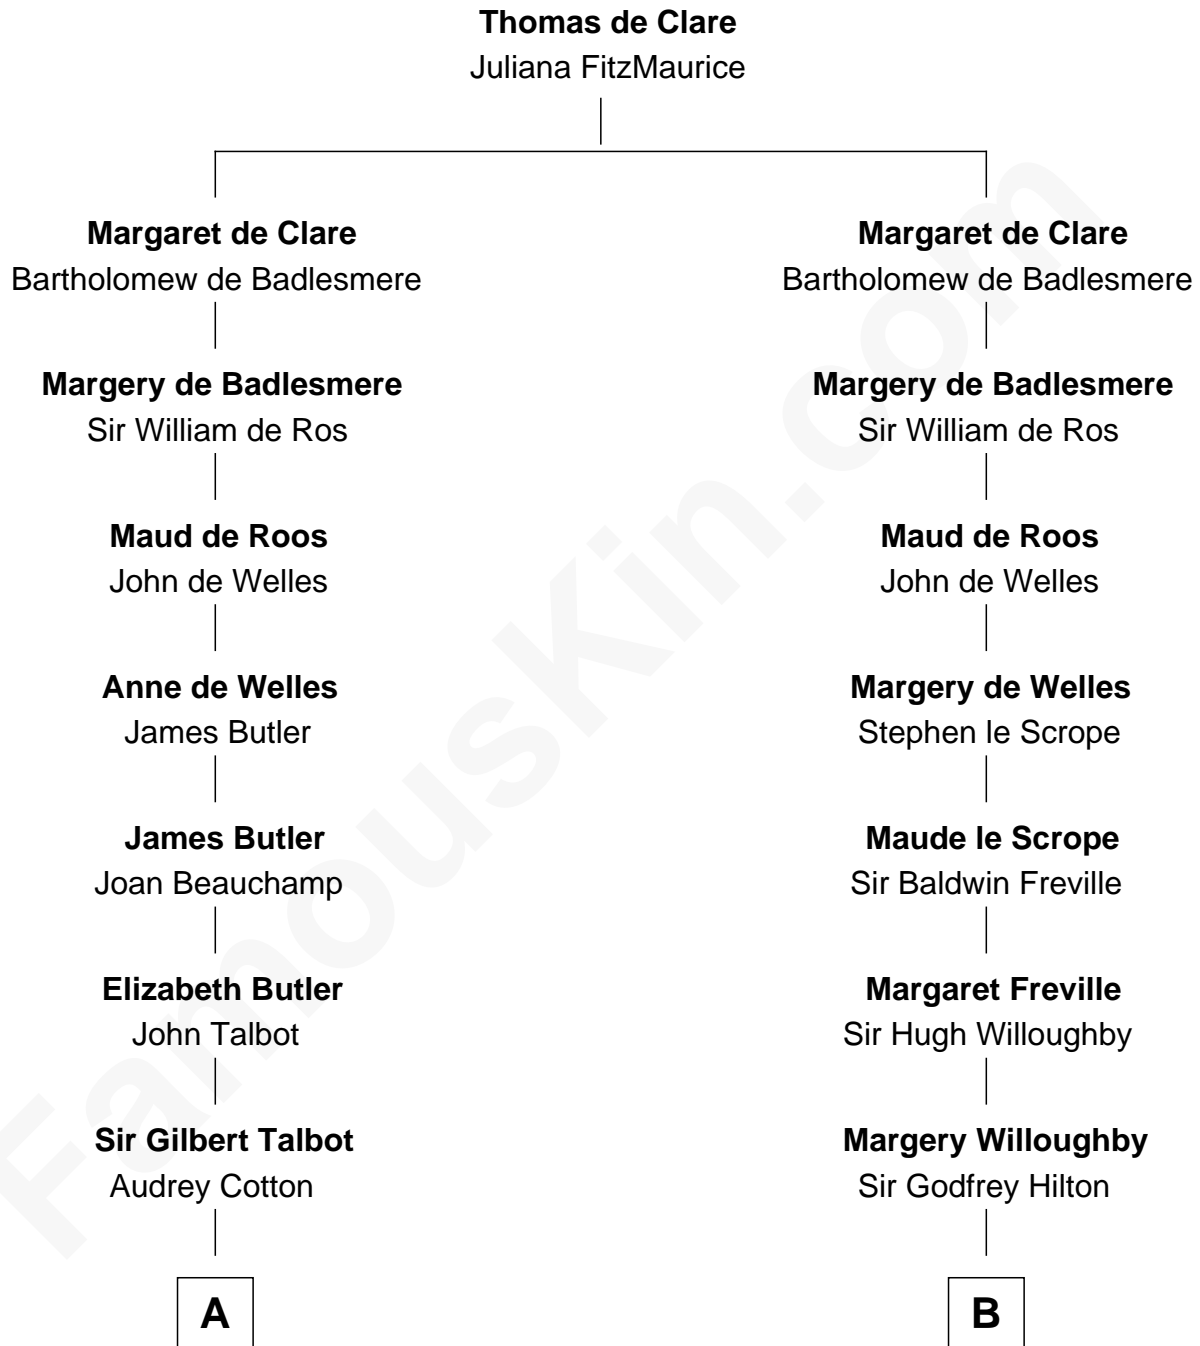 Thomas de Clare
Juliana FitzMaurice
Margaret de Clare
Bartholomew de Badlesmere
Margery de Badlesmere
Sir William de Ros
Maud de Roos
John de Welles
Anne de Welles
James Butler
James Butler
Joan Beauchamp
Elizabeth Butler
John Talbot
Sir Gilbert Talbot
Audrey Cotton
A
Margaret de Clare
Bartholomew de Badlesmere
Margery de Badlesmere
Sir William de Ros
Maud de Roos
John de Welles
Margery de Welles
Stephen le Scrope
Maude le Scrope
Sir Baldwin Freville
Margaret Freville
Sir Hugh Willoughby
Margery Willoughby
Sir Godfrey Hilton
B
FamousKin.com